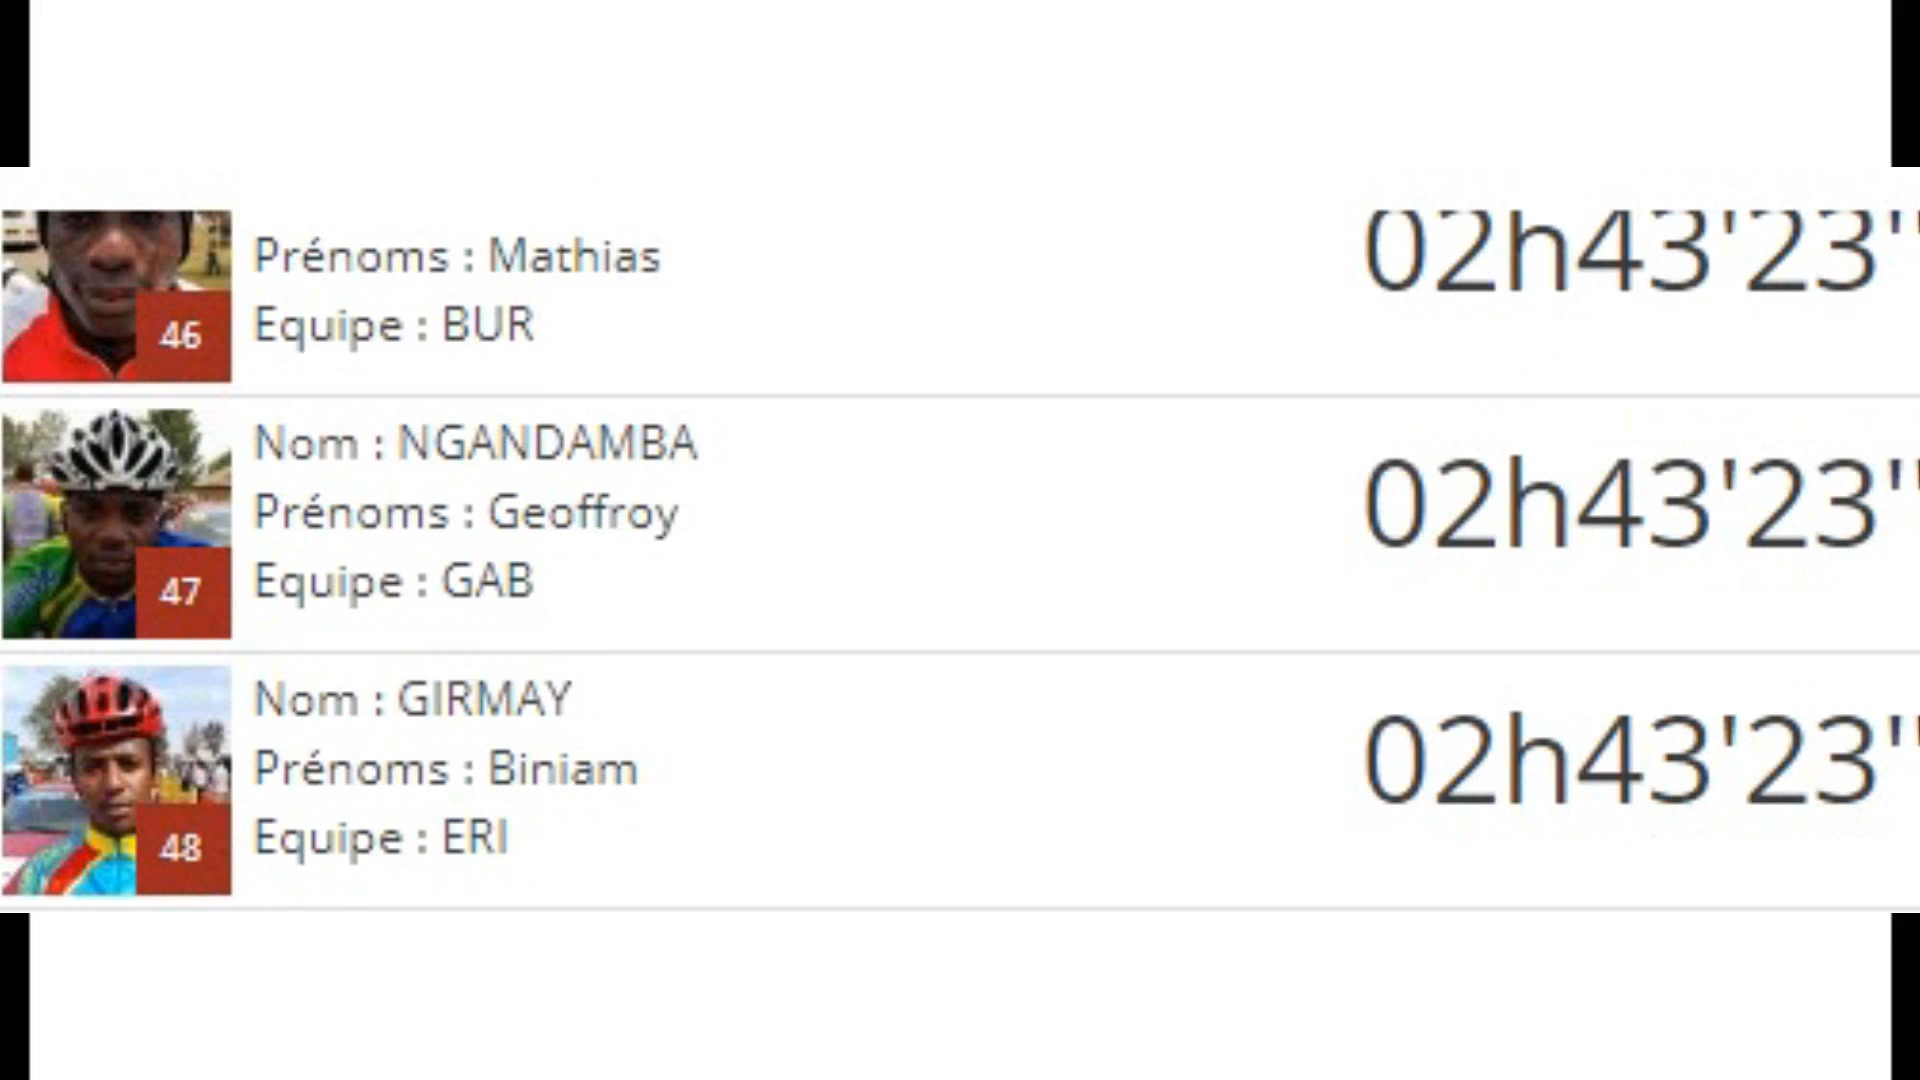 Prénoms : Mathias
Equipe : BUR
46
02h43'23''
Nom : NGANDAMBA
Prénoms : Geoffroy
Equipe : GAB
47
02h43'23''
Nom : GIRMAY
Prénoms : Biniam
Equipe : ERI
48
02h43'23''